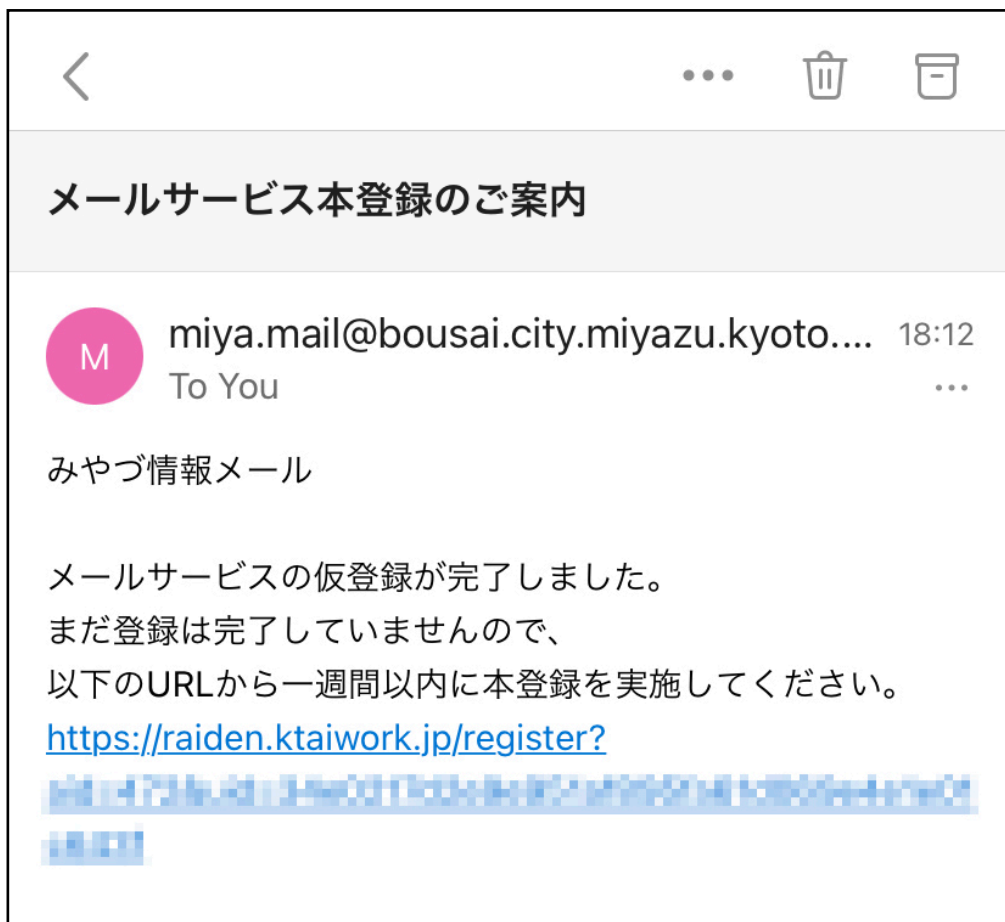 メールサービス本登録のご案内
M
miya.mail@bousai.city.miyazu.kyoto.... 18:12
To You
みやづ情報メール
メールサービスの仮登録が完了しました。
まだ登録は完了していませんので、
以下のURLから一週間以内に本登録を実施してください。
https://raiden.ktaiwork.jp/register?